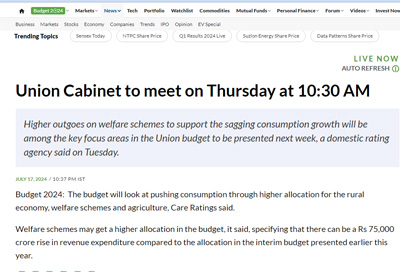 Budget 2024 Markets News Tech Portfolio Watchlist Commodities Mutual Funds Personal Finance Forum Videos Invest Now
Business Markets Stocks Economy Companies Trends IPO Opinion EV Special
Trending Topics Sensex Today NTPC Share Price Q1 Results 2024 Live Suzlon Energy Share Price Data Patterns Share Price
LIVE NOW
AUTO REFRESH
Union Cabinet to meet on Thursday at 10:30 AM
Higher outgoes on welfare schemes to support the sagging consumption growth will be
among the key focus areas in the Union budget to be presented next week, a domestic rating
agency said on Tuesday.
JULY 17, 2024 / 10:37 PM IST
Budget 2024: The budget will look at pushing consumption through higher allocation for the rural
economy, welfare schemes and agriculture, Care Ratings said.
Welfare schemes may get a higher allocation in the budget, it said, specifying that there can be a Rs 75,000
crore rise in revenue expenditure compared to the allocation in the interim budget presented earlier this
year.